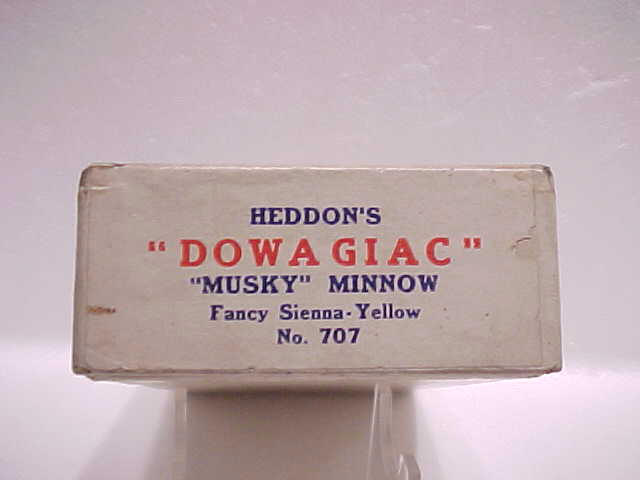 HEDDON'S
"DOWAGIAC"
"MUSKY" MINNOW
Fancy Sienna-Yellow
No. 707